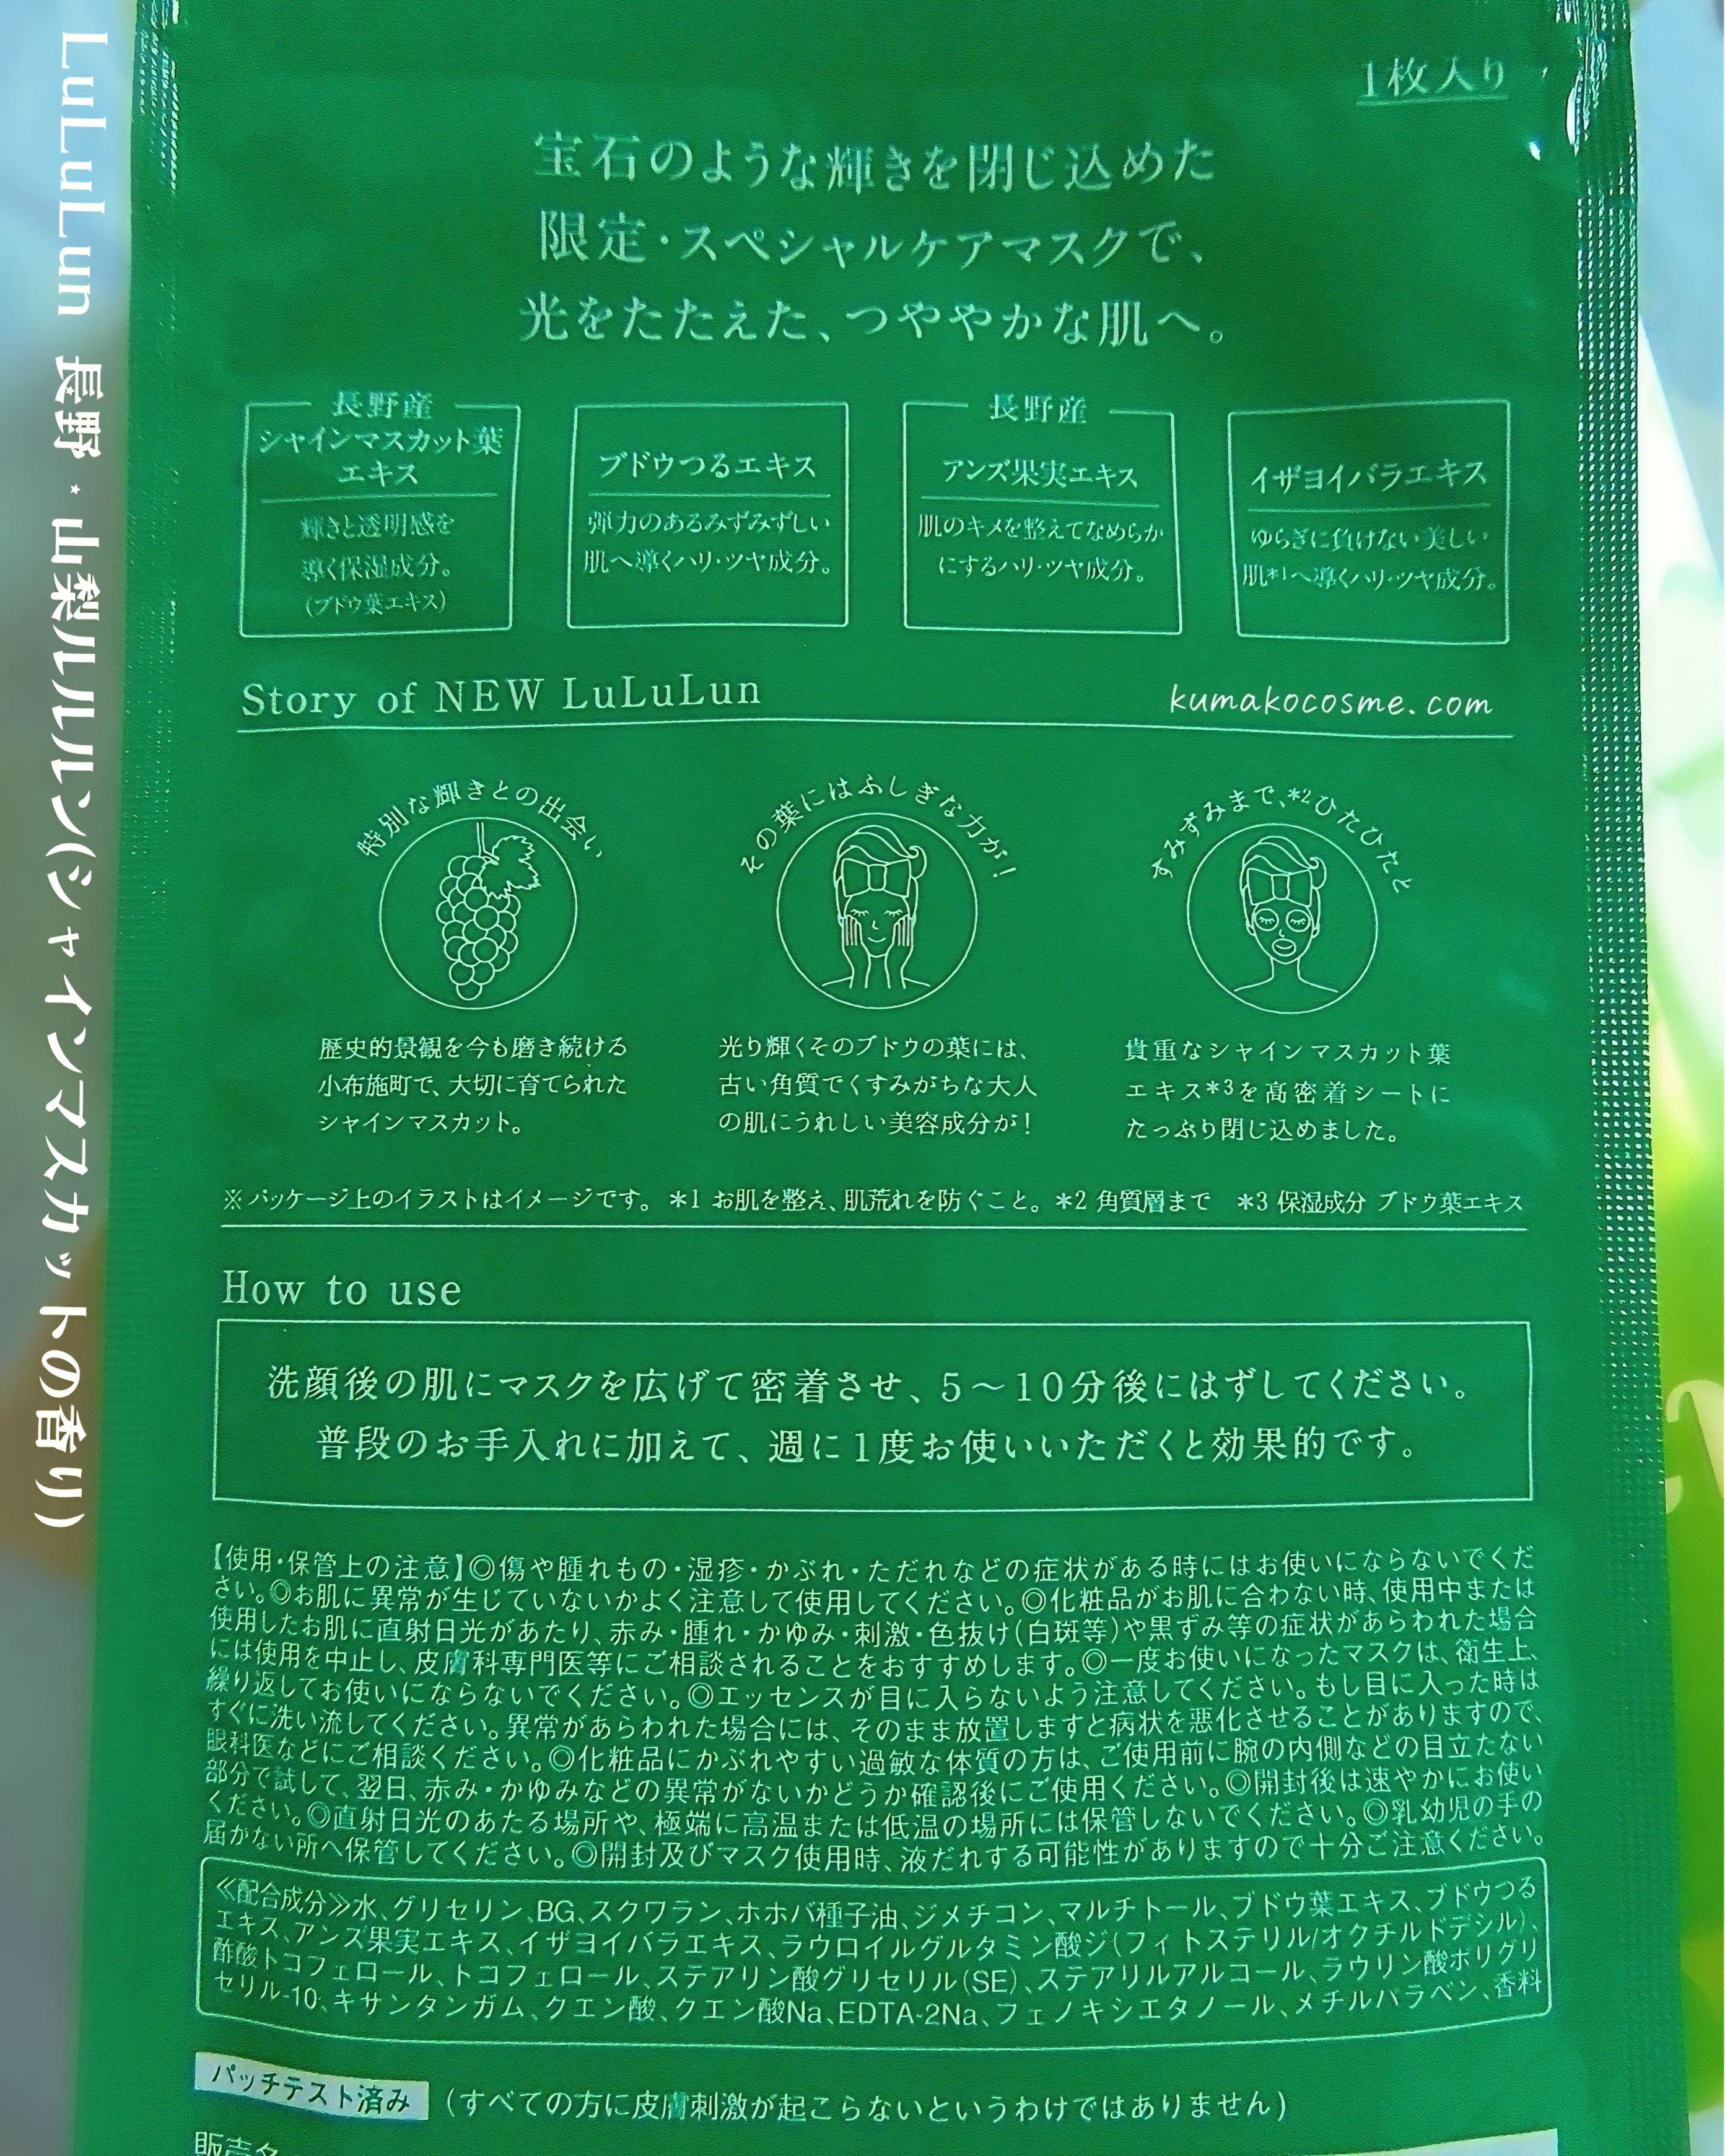 LuLuLun 長野・山梨ルルルン(シャインマスカットの香り)
1枚入り
宝石のような輝きを閉じ込めた
限定・スペシャルケアマスクで、
光をたたえた、つややかな肌へ。
長野産
シャインマスカット葉
エキス
輝きと透明感を
導く保湿成分。
(ブドウ葉エキス)
ブドウつるエキス
弾力のあるみずみずしい
肌へ導くハリ・ツヤ成分。
長野産
アンズ果実エキス
肌のキメを整えてなめらか
にするハリ・ツヤ成分。
イザヨイバラエキス
ゆらぎに負けない美しい
肌*1へ導くハリ・ツヤ成分。
Story of NEW LuLuLun
kumakocosme.com
特別な輝きとの出会い
歴史的景観を今も磨き続ける
小布施町で、大切に育てられた
シャインマスカット。
その葉にはふしぎな力が!
光り輝くそのブドウの葉には、
古い角質でくすみがちな大人
の肌にうれしい美容成分が!
すみずみまで、*2ひたひたと
貴重なシャインマスカット葉
エキス*3を高密着シートに
たっぷり閉じ込めました。
※パッケージ上のイラストはイメージです。 *1 お肌を整え、肌荒れを防ぐこと。 *2 角質層まで *3 保湿成分 ブドウ葉エキス
How to use
洗顔後の肌にマスクを広げて密着させ、5～10分後にはずしてください。
普段のお手入れに加えて、週に1度お使いいただくと効果的です。
【使用・保管上の注意】◎傷や腫れもの・湿疹・かぶれ・ただれなどの症状がある時にはお使いにならないでくだ
さい。◎お肌に異常が生じていないかよく注意して使用してください。◎化粧品がお肌に合わない時、使用中または
使用したお肌に直射日光があたり、赤み・腫れ・かゆみ・刺激・色抜け(白斑等)や黒ずみ等の症状があらわれた場合
には使用を中止し、皮膚科専門医等にご相談されることをおすすめします。◎一度お使いになったマスクは、衛生上、
繰り返してお使いにならないでください。◎エッセンスが目に入らないよう注意してください。もし目に入った時は
すぐに洗い流してください。異常があらわれた場合には、そのまま放置しますと病状を悪化させることがありますので、
眼科医などにご相談ください。◎化粧品にかぶれやすい過敏な体質の方は、ご使用前に腕の内側などの目立たない
部分で試して、翌日、赤み・かゆみなどの異常がないかどうか確認後にご使用ください。◎開封後は速やかにお使い
ください。◎直射日光のあたる場所や、極端に高温または低温の場所には保管しないでください。◎乳幼児の手の
届かない所へ保管してください。◎開封及びマスク使用時、液だれする可能性がありますので十分ご注意ください。
≪配合成分≫水、グリセリン、BG、スクワラン、ホホバ種子油、ジメチコン、マルチトール、ブドウ葉エキス、ブドウつる
エキス、アンズ果実エキス、イザヨイバラエキス、ラウロイルグルタミン酸ジ(フィトステリル/オクチルドデシル)、
酢酸トコフェロール、トコフェロール、ステアリン酸グリセリル(SE)、ステアリルアルコール、ラウリン酸ポリグリ
セリル-10、キサンタンガム、クエン酸、クエン酸Na、EDTA-2Na、フェノキシエタノール、メチルパラベン、香料
パッチテスト済み (すべての方に皮膚刺激が起こらないというわけではありません)